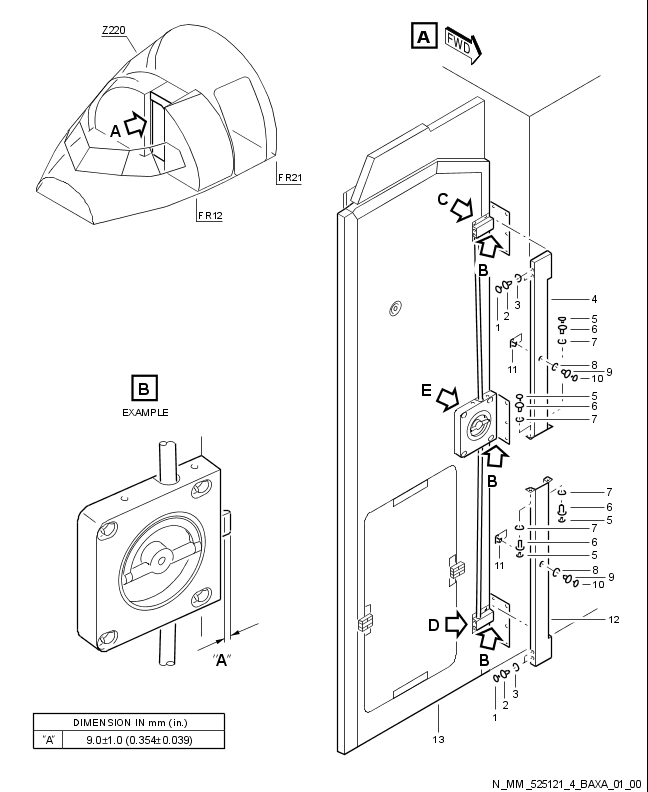 Z220
A
FWD
A
FR21
FR12
C
B
1
2
3
4
5
6
7
11
8
9
10
E
5
6
7
B
B
EXAMPLE
7
6
5
7
6
5
11
8
9
10
12
D
B
"A"
3
2
1
13
DIMENSION IN mm (in.)
"A" 9.0±1.0 (0.354±0.039)
N_MM_525121_4_BAXA_01_00